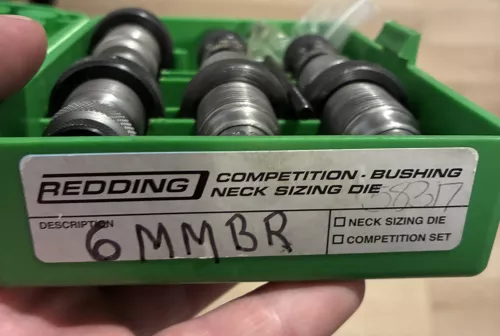 REDDING
COMPETITION - BUSHING
NECK SIZING DIE
58317
DESCRIPTION
6MMBR
NECK SIZING DIE
COMPETITION SET